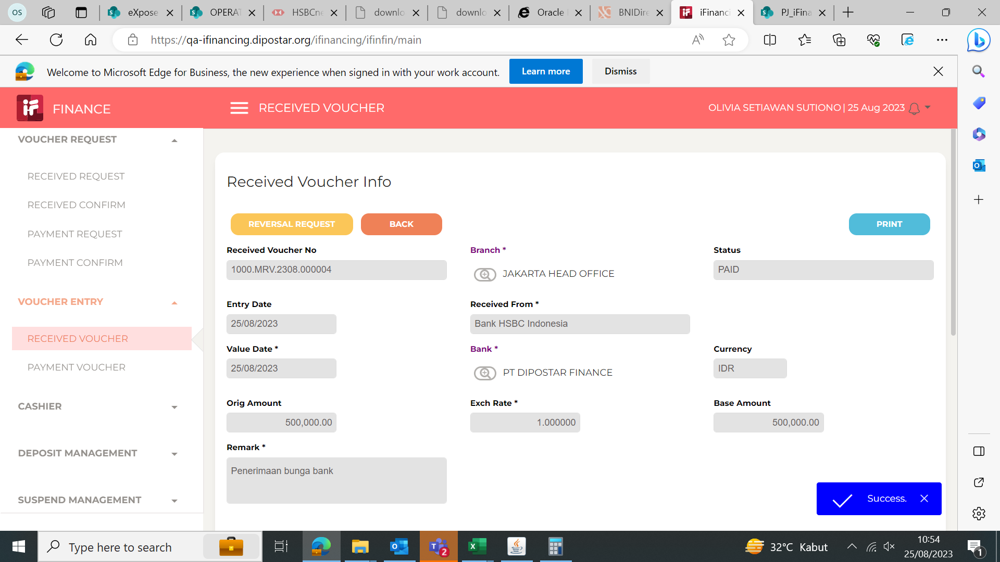 OS
eXpose
OPERAT
HSBCne
downlo
downlo
Oracle
BNIDire
iFinanci
PJ_iFina
https://qa-ifinancing.dipostar.org/ifinancing/ifinfin/main
Welcome to Microsoft Edge for Business, the new experience when signed in with your work account.
Learn more
Dismiss
iF FINANCE
RECEIVED VOUCHER
OLIVIA SETIAWAN SUTIONO | 25 Aug 2023
VOUCHER REQUEST
RECEIVED REQUEST
RECEIVED CONFIRM
PAYMENT REQUEST
PAYMENT CONFIRM
VOUCHER ENTRY
RECEIVED VOUCHER
PAYMENT VOUCHER
CASHIER
DEPOSIT MANAGEMENT
SUSPEND MANAGEMENT
Received Voucher Info
REVERSAL REQUEST
BACK
PRINT
Received Voucher No
Branch *
Status
1000.MRV.2308.000004
JAKARTA HEAD OFFICE
PAID
Entry Date
Received From *
25/08/2023
Bank HSBC Indonesia
Value Date *
Bank *
Currency
25/08/2023
PT DIPOSTAR FINANCE
IDR
Orig Amount
Exch Rate *
Base Amount
500,000.00
1.000000
500,000.00
Remark *
Penerimaan bunga bank
Success.
Type here to search
2
32°C Kabut
10:54
25/08/2023
1